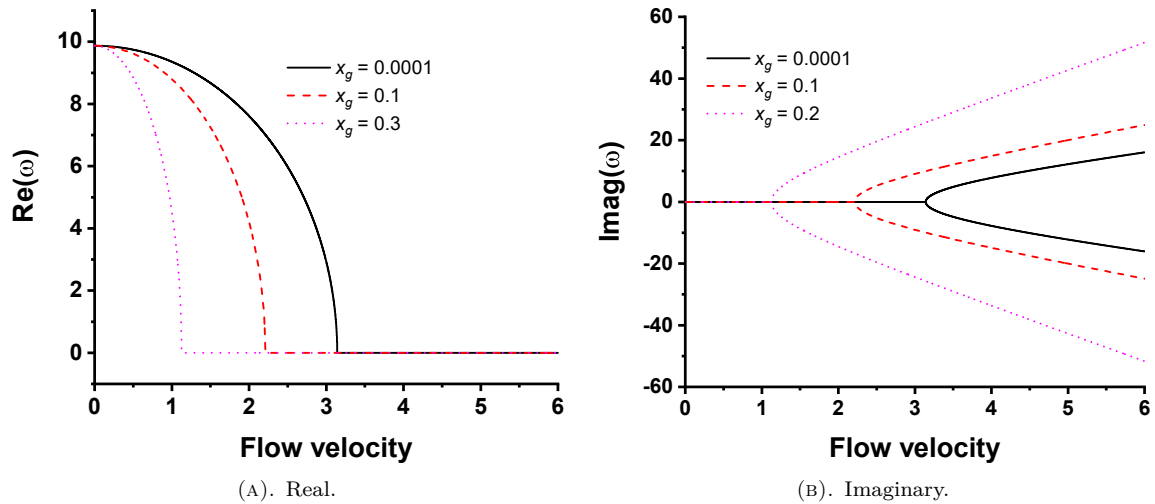 10
8
6
4
2
0
Re(ω)
x_g = 0.0001
x_g = 0.1
x_g = 0.3
0 1 2 3 4 5 6
Flow velocity
(A). Real.
60
40
20
0
-20
-40
-60
Imag(ω)
x_g = 0.0001
x_g = 0.1
x_g = 0.2
0 1 2 3 4 5 6
Flow velocity
(B). Imaginary.